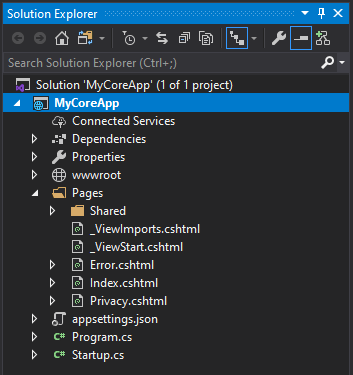 Solution Explorer
Search Solution Explorer (Ctrl+;)
Solution 'MyCoreApp' (1 of 1 project)
MyCoreApp
Connected Services
Dependencies
Properties
wwwroot
Pages
Shared
_ViewImports.cshtml
_ViewStart.cshtml
Error.cshtml
Index.cshtml
Privacy.cshtml
appsettings.json
C# Program.cs
C# Startup.cs